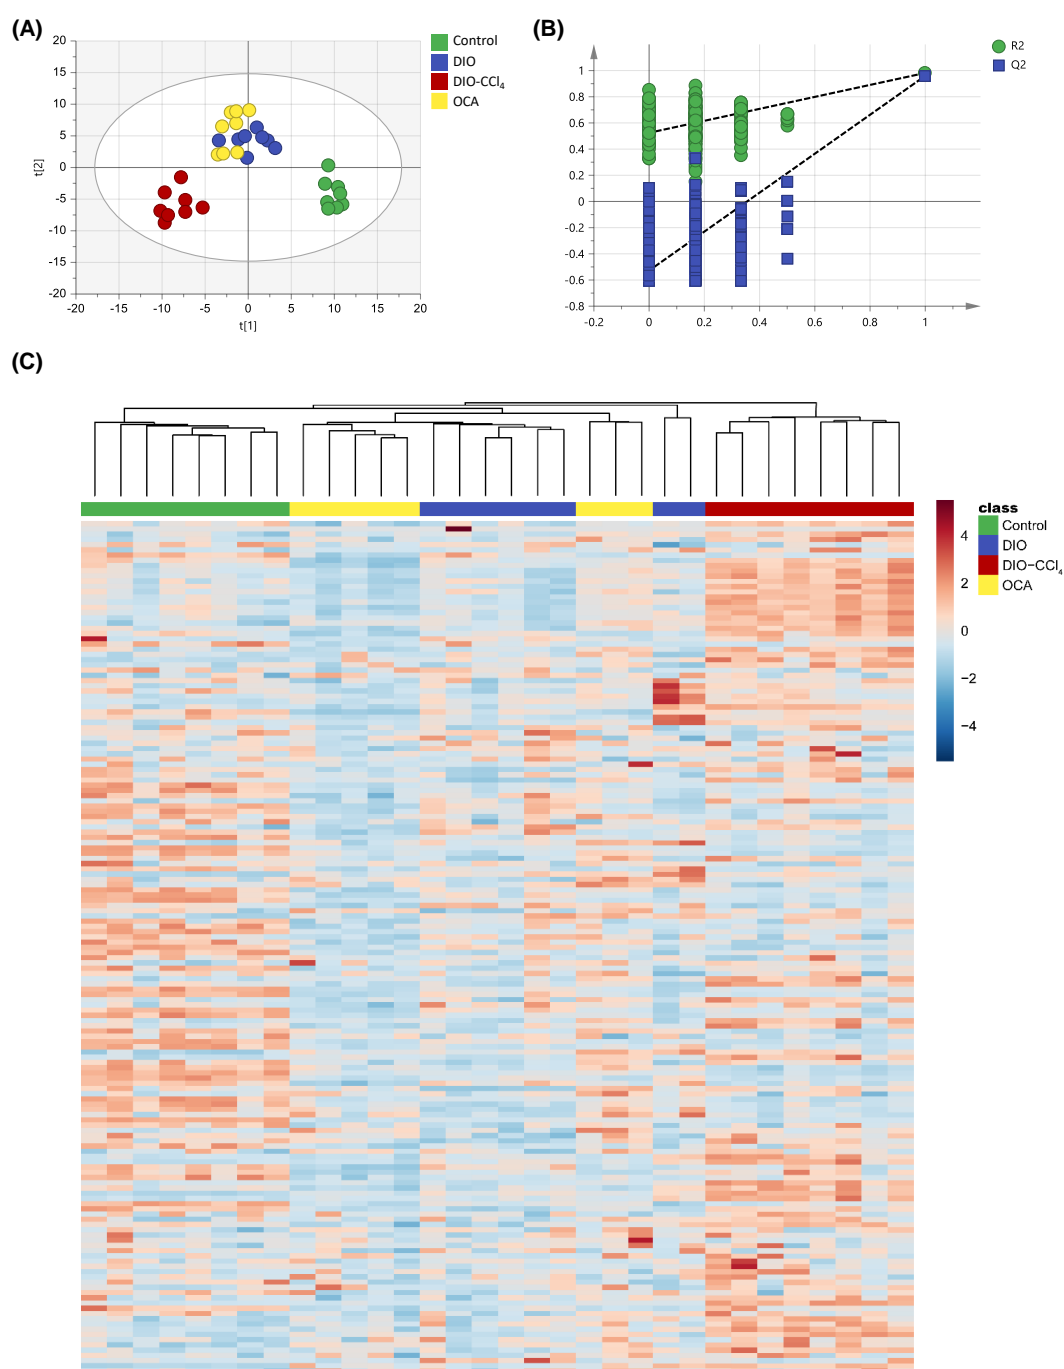 (A)
20
15
10
5
0
-5
-10
-15
-20
t[2]
-20
-15
-10
-5
0
5
10
15
20
t[1]
Control
DIO
DIO-CCl₄
OCA
(B)
R2
Q2
1
0.8
0.6
0.4
0.2
0
-0.2
-0.4
-0.6
-0.8
-0.2
0
0.2
0.4
0.6
0.8
1
(C)
4
2
0
−2
−4
class
Control
DIO
DIO−CCl₄
OCA